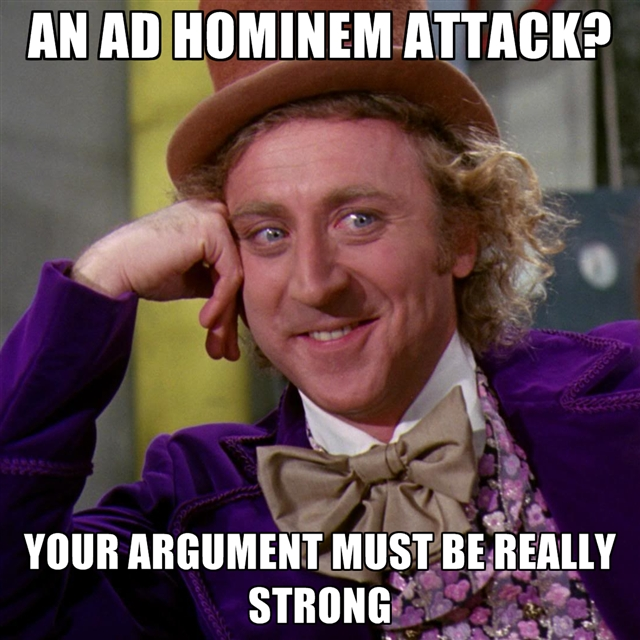 AN AD HOMINEM ATTACK?
YOUR ARGUMENT MUST BE REALLY
STRONG